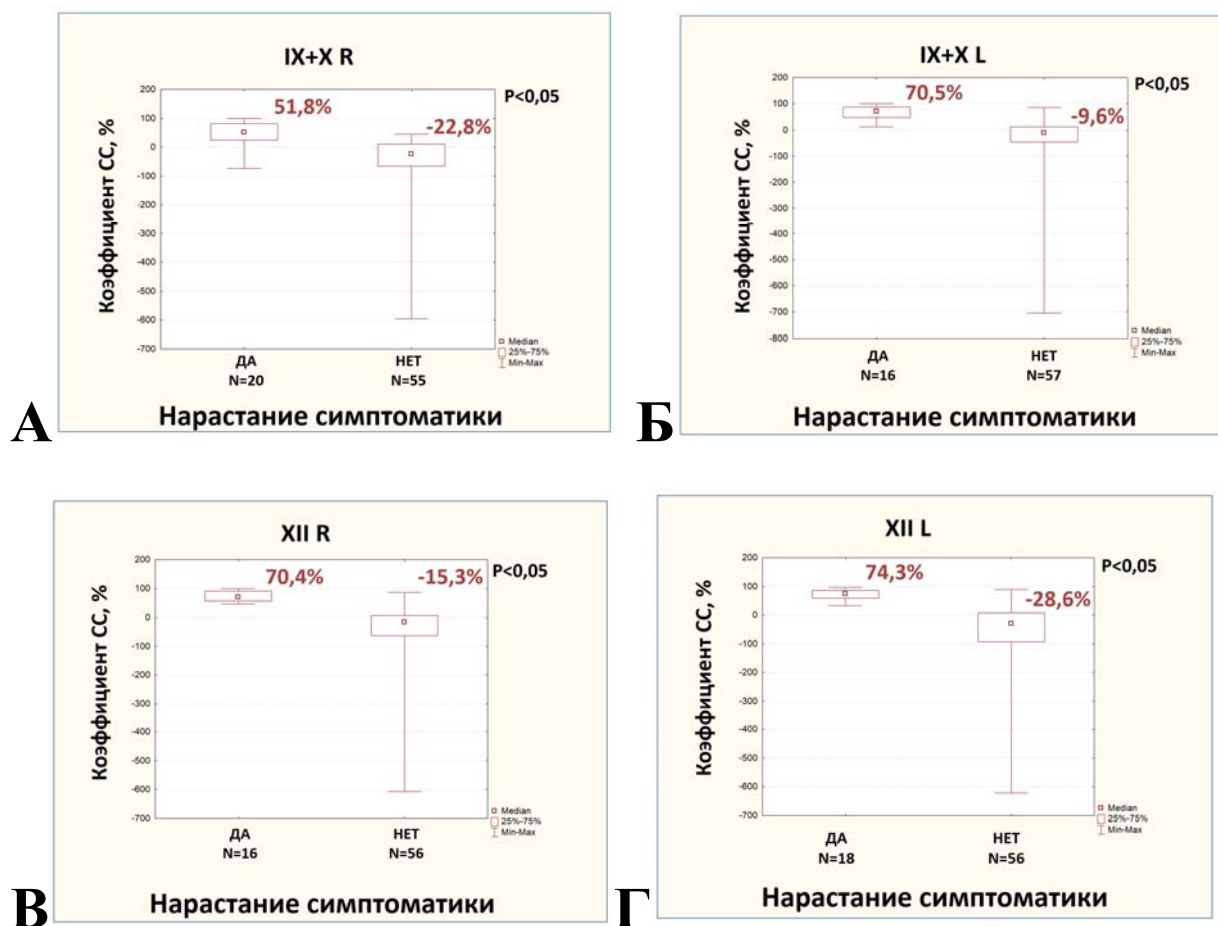 IX+X R
P<0,05
51,8%
-22,8%
200
100
0
-100
-200
-300
-400
-500
-600
-700
Коэффициент СС, %
Median
25%-75%
Min-Max
ДА НЕТ
N=20 N=55
Нарастание симптоматики
А
IX+X L
P<0,05
70,5%
-9,6%
200
100
0
-100
-200
-300
-400
-500
-600
-700
-800
Коэффициент СС, %
Median
25%-75%
Min-Max
ДА НЕТ
N=16 N=57
Нарастание симптоматики
Б
XII R
P<0,05
70,4%
-15,3%
200
100
0
-100
-200
-300
-400
-500
-600
-700
Коэффициент СС, %
Median
25%-75%
Min-Max
ДА НЕТ
N=16 N=56
Нарастание симптоматики
В
XII L
P<0,05
74,3%
-28,6%
200
100
0
-100
-200
-300
-400
-500
-600
-700
Коэффициент СС, %
Median
25%-75%
Min-Max
ДА НЕТ
N=18 N=56
Нарастание симптоматики
Г